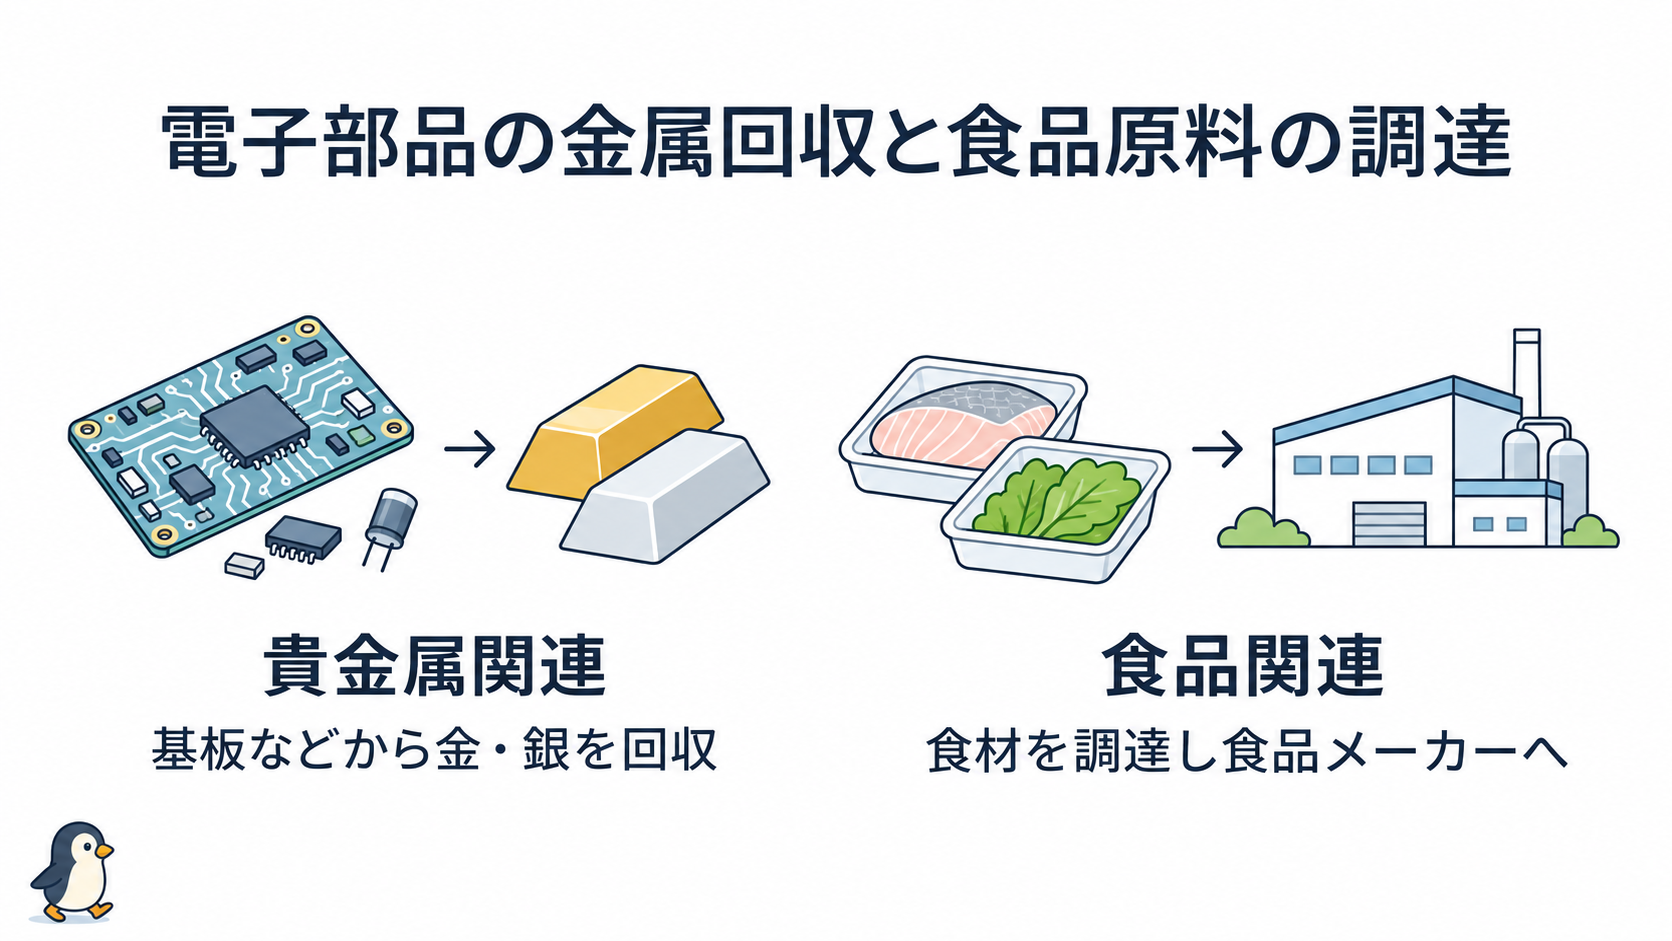 電子部品の金属回収と食品原料の調達
貴金属関連
基板などから金・銀を回収
食品関連
食材を調達し食品メーカーへ